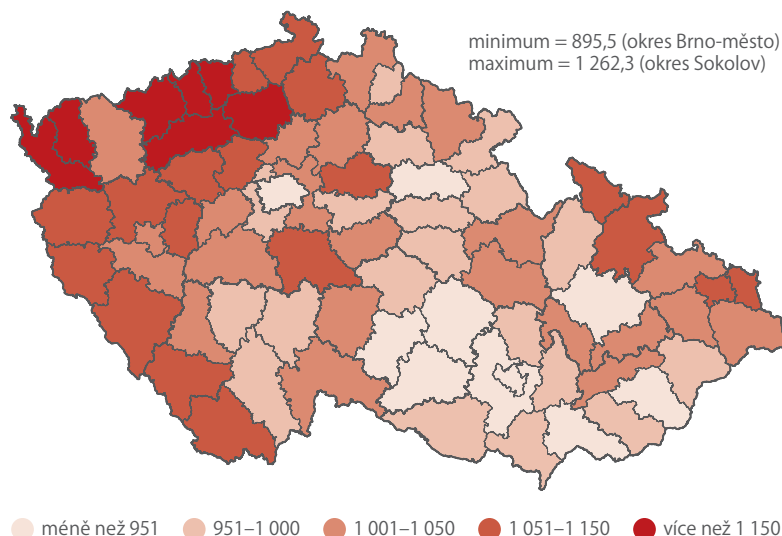 minimum = 895,5 (okres Brno-město)
maximum = 1 262,3 (okres Sokolov)
méně než 951
951–1 000
1 001–1 050
1 051–1 150
více než 1 150